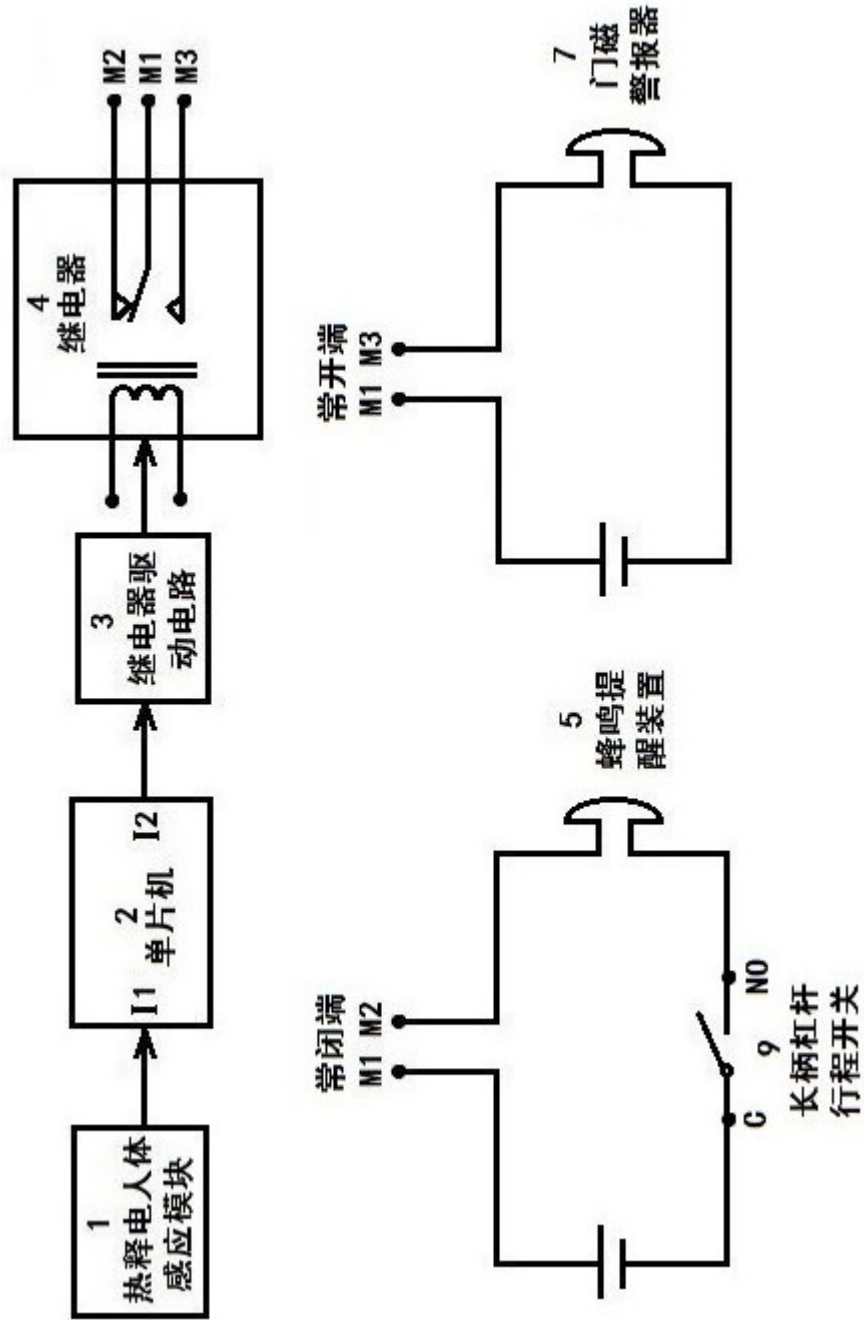 1
热释电人体
感应模块
I1
2
单片机
I2
3
继电器驱
动电路
4
继电器
M2
M1
M3
常闭端
M1 M2
5
蜂鸣提
醒装置
C
NO
9
长柄杠杆
行程开关
常开端
M1 M3
7
门磁
警报器